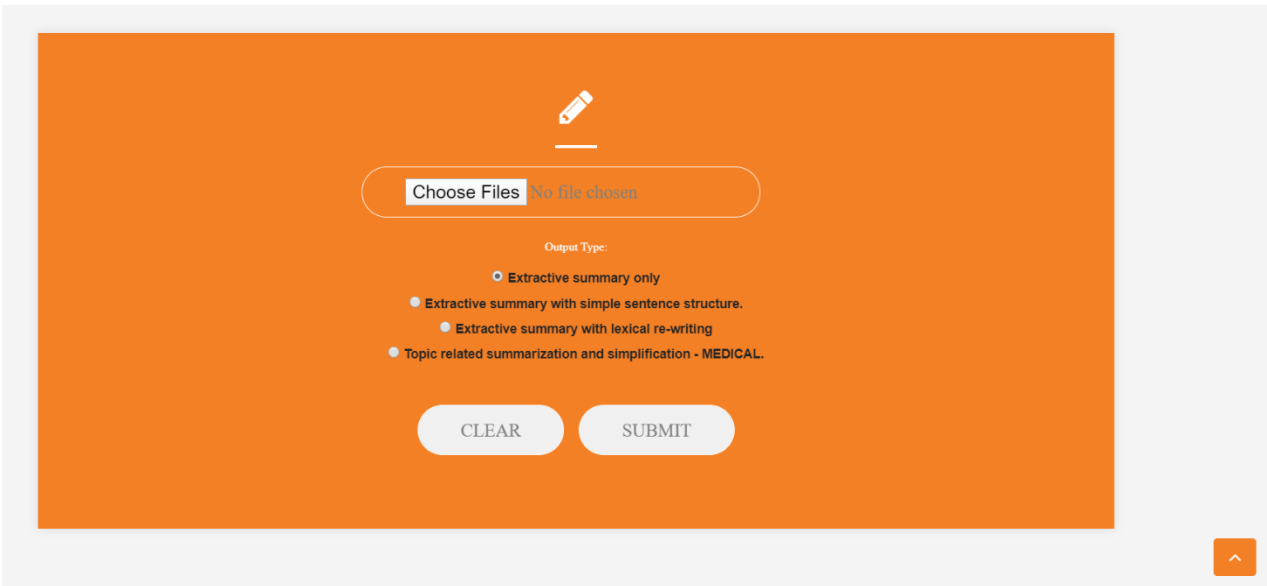 Choose Files No file chosen
Output Type:
Extractive summary only
Extractive summary with simple sentence structure.
Extractive summary with lexical re-writing
Topic related summarization and simplification - MEDICAL.
CLEAR SUBMIT